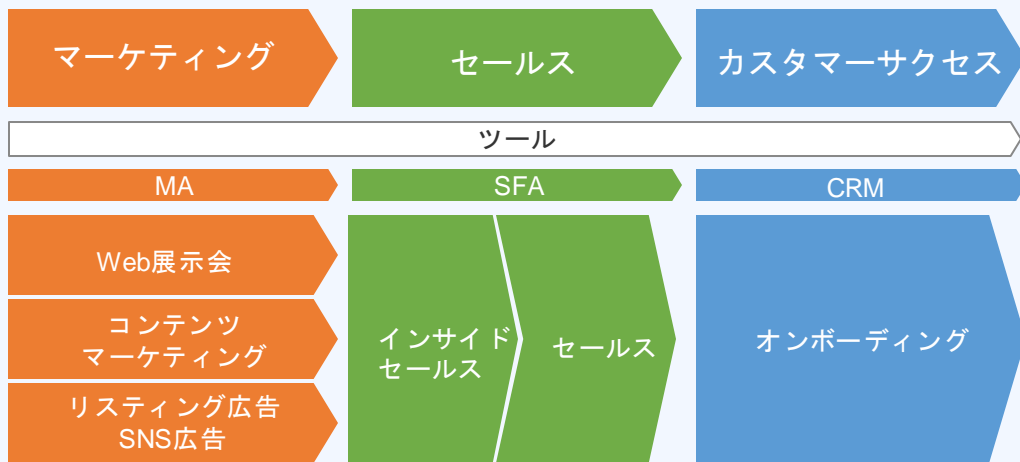 マーケティング
セールス
カスタマーサクセス
ツール
MA
SFA
CRM
Web展示会
コンテンツ
マーケティング
リスティング広告
SNS広告
インサイド
セールス
セールス
オンボーディング